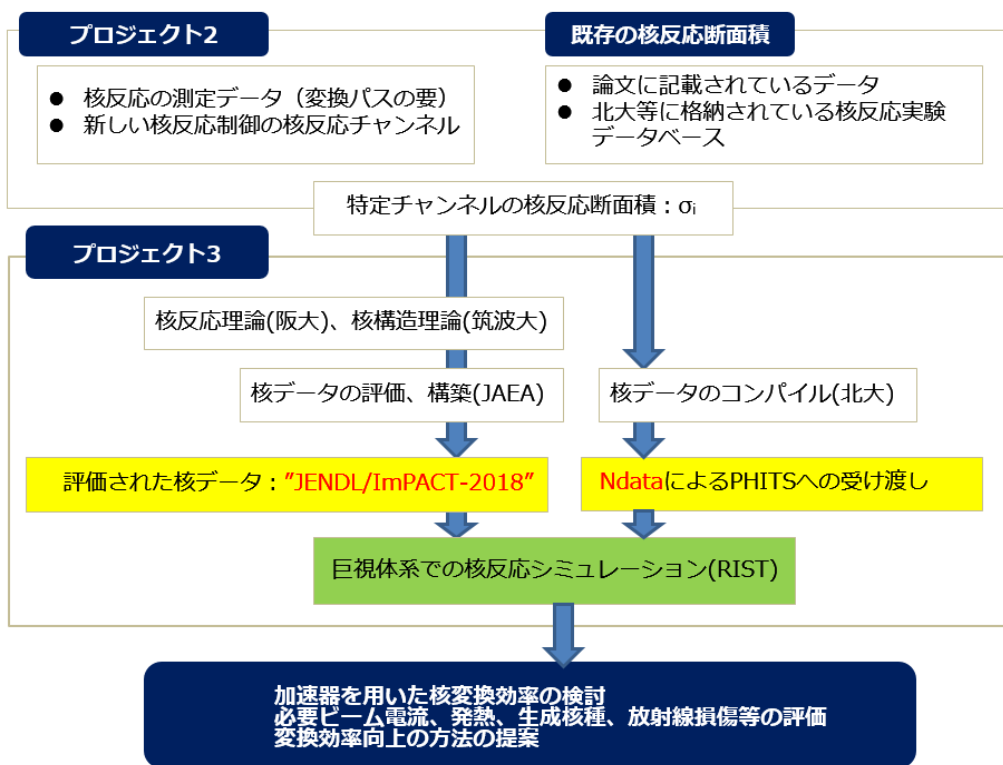 プロジェクト2
● 核反応の測定データ（変換パスの要）
● 新しい核反応制御の核反応チャンネル
既存の核反応断面積
● 論文に記載されているデータ
● 北大等に格納されている核反応実験
データベース
特定チャンネルの核反応断面積：σi
プロジェクト3
核反応理論(阪大)、核構造理論(筑波大)
核データの評価、構築(JAEA)
核データのコンパイル(北大)
評価された核データ：”JENDL/ImPACT-2018”
NdataによるPHITSへの受け渡し
巨視体系での核反応シミュレーション(RIST)
加速器を用いた核変換効率の検討
必要ビーム電流、発熱、生成核種、放射線損傷等の評価
変換効率向上の方法の提案